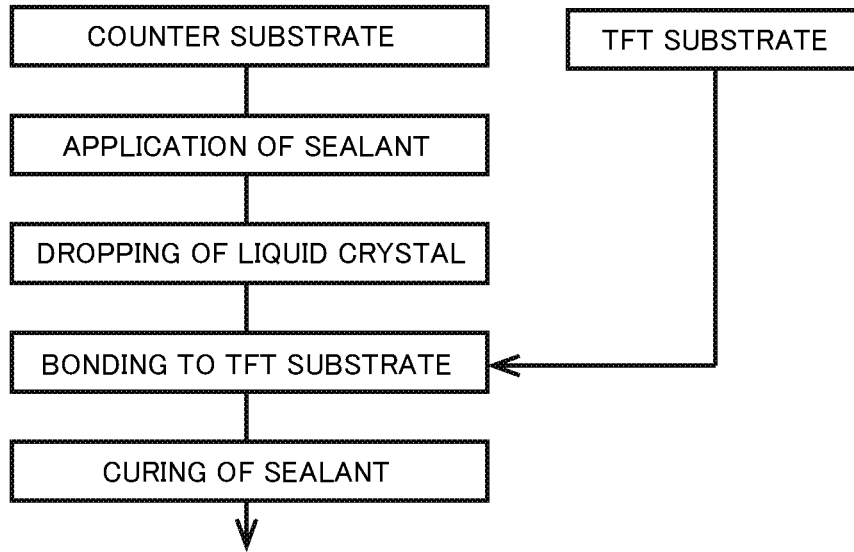 COUNTER SUBSTRATE
TFT SUBSTRATE
APPLICATION OF SEALANT
DROPPING OF LIQUID CRYSTAL
BONDING TO TFT SUBSTRATE
CURING OF SEALANT